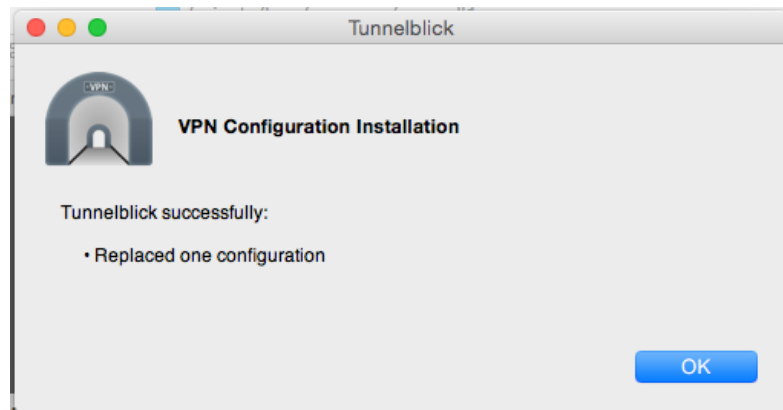 Tunnelblick
VPN
VPN Configuration Installation
Tunnelblick successfully:
• Replaced one configuration
OK